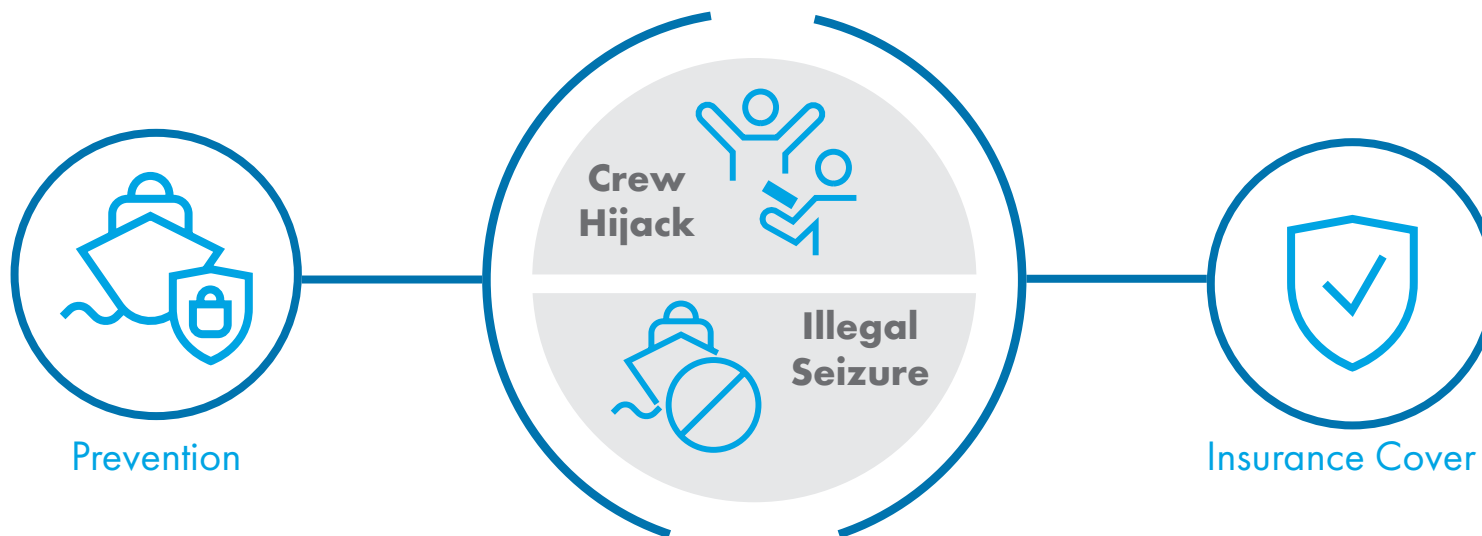 Crew
Hijack
Illegal
Seizure
Prevention
Insurance Cover